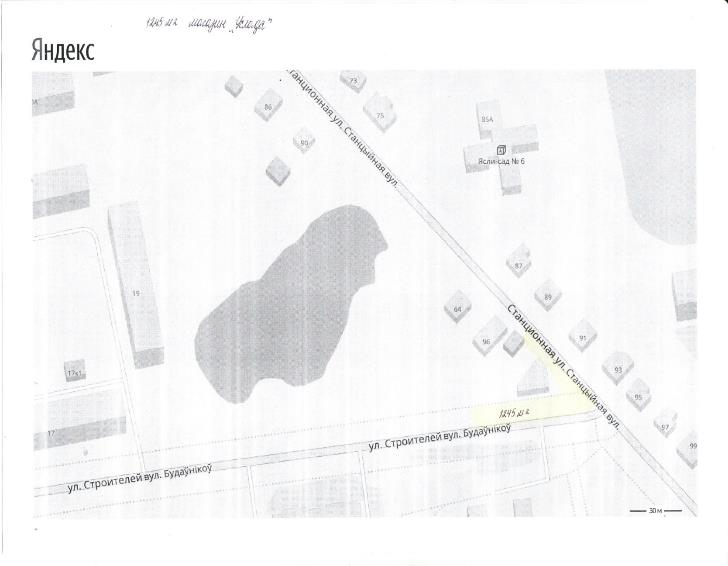 1245 м2 магазин "Услада"
Яндекс
73
86
75
90
85А
Ясли-сад № 6
Станционная ул. Станцыйная вул.
87
89
64
96
91
93
95
97
99
19
17к1
17
Станционная ул. Станцыйная вул.
1245 м2
ул. Строителей вул. Будаўнікоў
ул. Строителей вул. Будаўнікоў
30 м